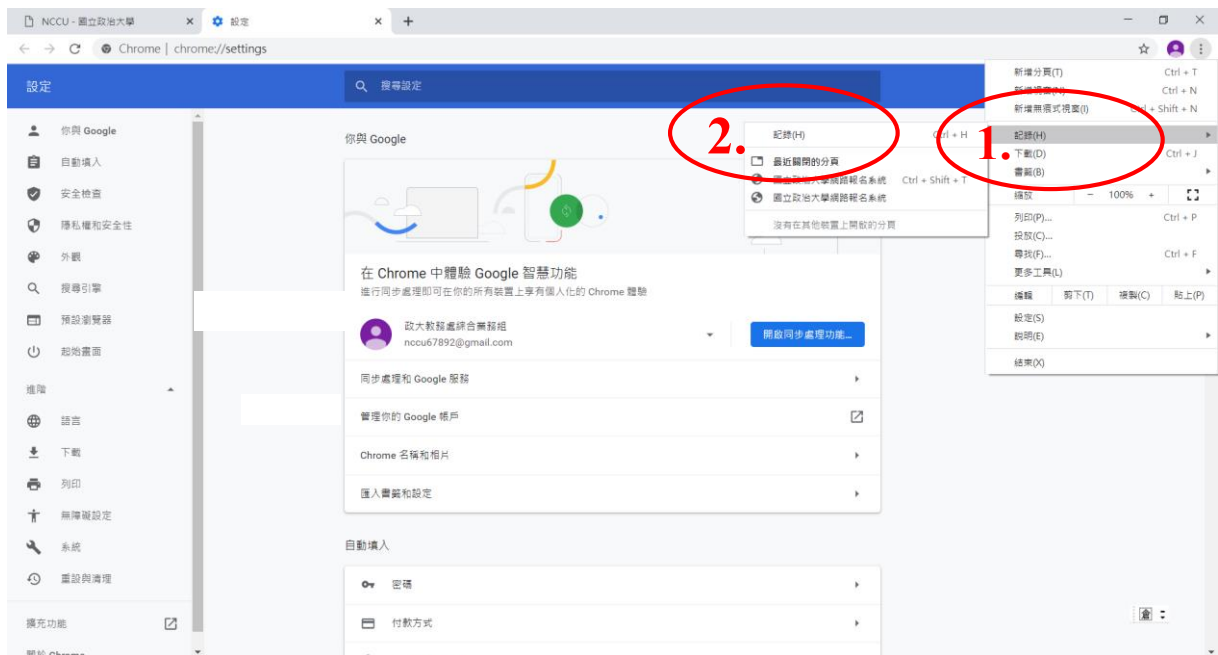 NCCU - 國立政治大學
設定
Chrome | chrome://settings
設定
搜尋設定
你與 Google
自動填入
安全檢查
隱私權和安全性
外觀
搜尋引擎
預設瀏覽器
起始畫面
進階
語言
下載
列印
無障礙設定
系統
重設與清理
擴充功能
關於 Chrome
你與 Google
在 Chrome 中體驗 Google 智慧功能
進行同步處理即可在你的所有裝置上享有個人化的 Chrome 體驗
政大教務處綜合業務組
nccu67892@gmail.com
開啟同步處理功能...
同步處理和 Google 服務
管理你的 Google 帳戶
Chrome 名稱和相片
匯入書籤和設定
自動填入
密碼
付款方式
2.
記錄(H) Ctrl + H
最近關閉的分頁
國立政治大學網路報名系統 Ctrl + Shift + T
國立政治大學網路報名系統
沒有在其他裝置上開啟的分頁
1.
新增分頁(T) Ctrl + T
新增視窗(N) Ctrl + N
新增無痕式視窗(I) Ctrl + Shift + N
記錄(H)
下載(D) Ctrl + J
書籤(B)
縮放 - 100% +
列印(P)... Ctrl + P
投放(C)...
尋找(F)... Ctrl + F
更多工具(L)
編輯 剪下(T) 複製(C) 貼上(P)
設定(S)
說明(E)
結束(X)
倉